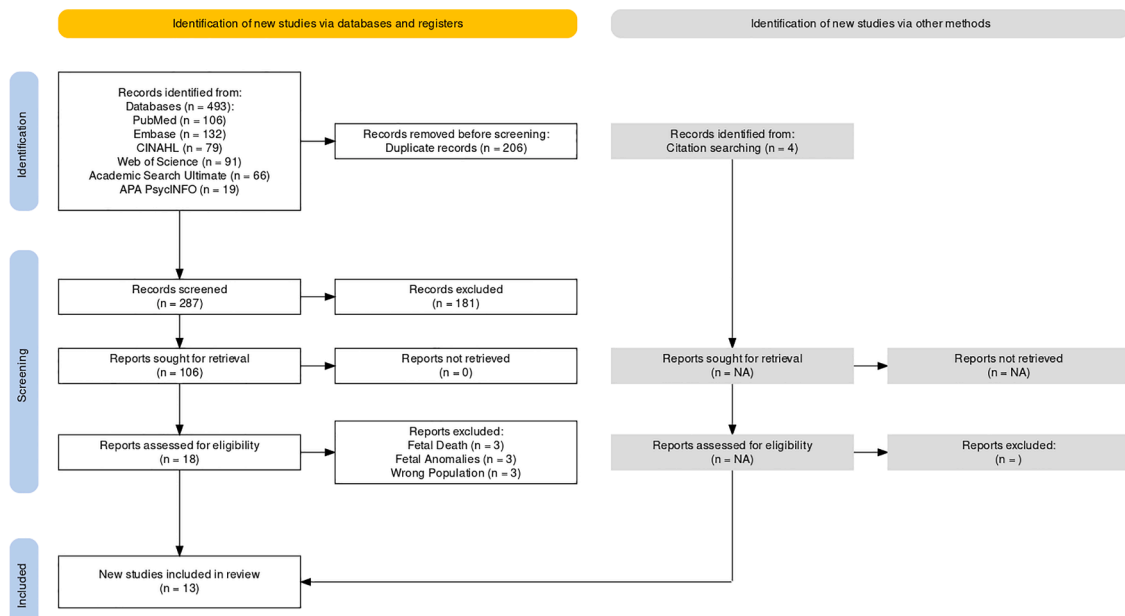 Identification of new studies via databases and registers
Identification of new studies via other methods
Identification
Records identified from:
Databases (n = 493):
PubMed (n = 106)
Embase (n = 132)
CINAHL (n = 79)
Web of Science (n = 91)
Academic Search Ultimate (n = 66)
APA PsycINFO (n = 19)
Records removed before screening:
Duplicate records (n = 206)
Records identified from:
Citation searching (n = 4)
Screening
Records screened
(n = 287)
Records excluded
(n = 181)
Reports sought for retrieval
(n = 106)
Reports not retrieved
(n = 0)
Reports sought for retrieval
(n = NA)
Reports not retrieved
(n = NA)
Reports assessed for eligibility
(n = 18)
Reports excluded:
Fetal Death (n = 3)
Fetal Anomalies (n = 3)
Wrong Population (n = 3)
Reports assessed for eligibility
(n = NA)
Reports excluded:
(n = )
Included
New studies included in review
(n = 13)